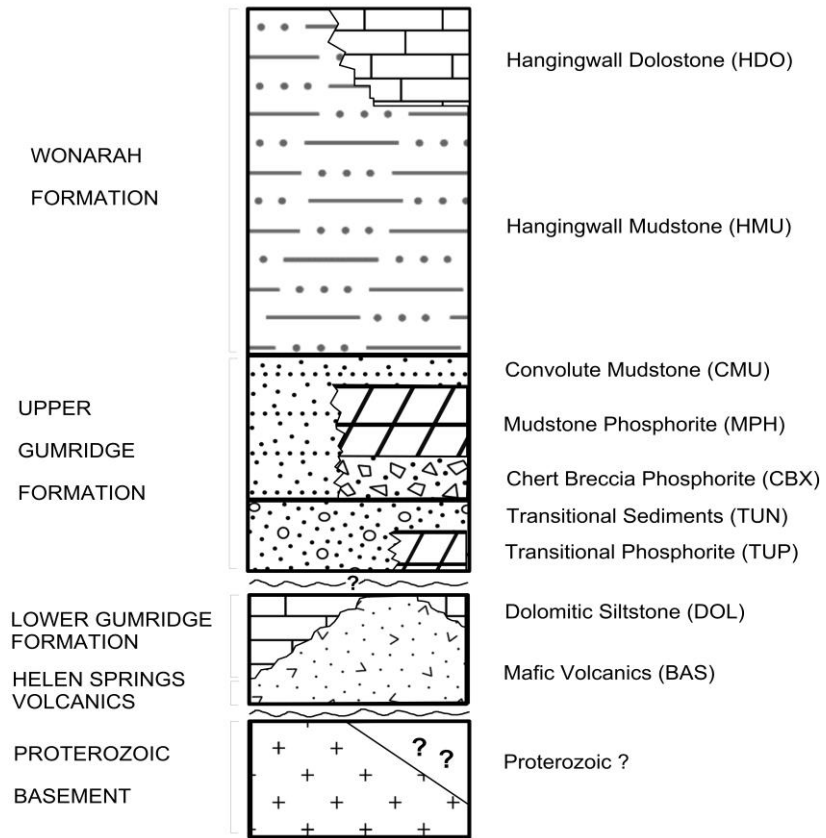 Hangingwall Dolostone (HDO)
WONARAH
FORMATION
Hangingwall Mudstone (HMU)
Convolute Mudstone (CMU)
UPPER
GUMRIDGE
FORMATION
Mudstone Phosphorite (MPH)
Chert Breccia Phosphorite (CBX)
Transitional Sediments (TUN)
Transitional Phosphorite (TUP)
?
LOWER GUMRIDGE
FORMATION
Dolomitic Siltstone (DOL)
HELEN SPRINGS
VOLCANICS
Mafic Volcanics (BAS)
PROTEROZOIC
BASEMENT
? ?
Proterozoic ?